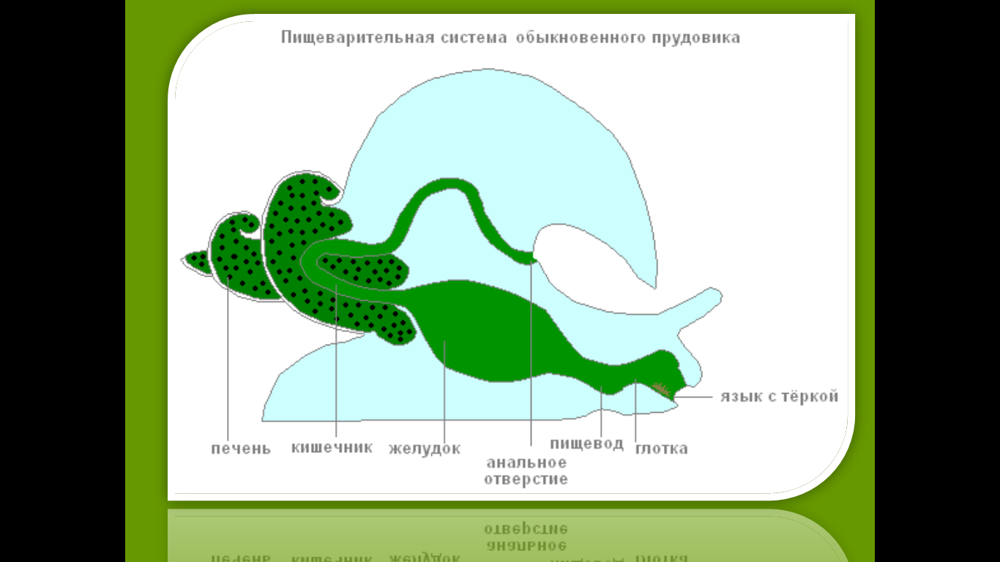 Пищеварительная система обыкновенного прудовика
язык с тёркой
печень
кишечник
желудок
анальное
отверстие
пищевод
глотка